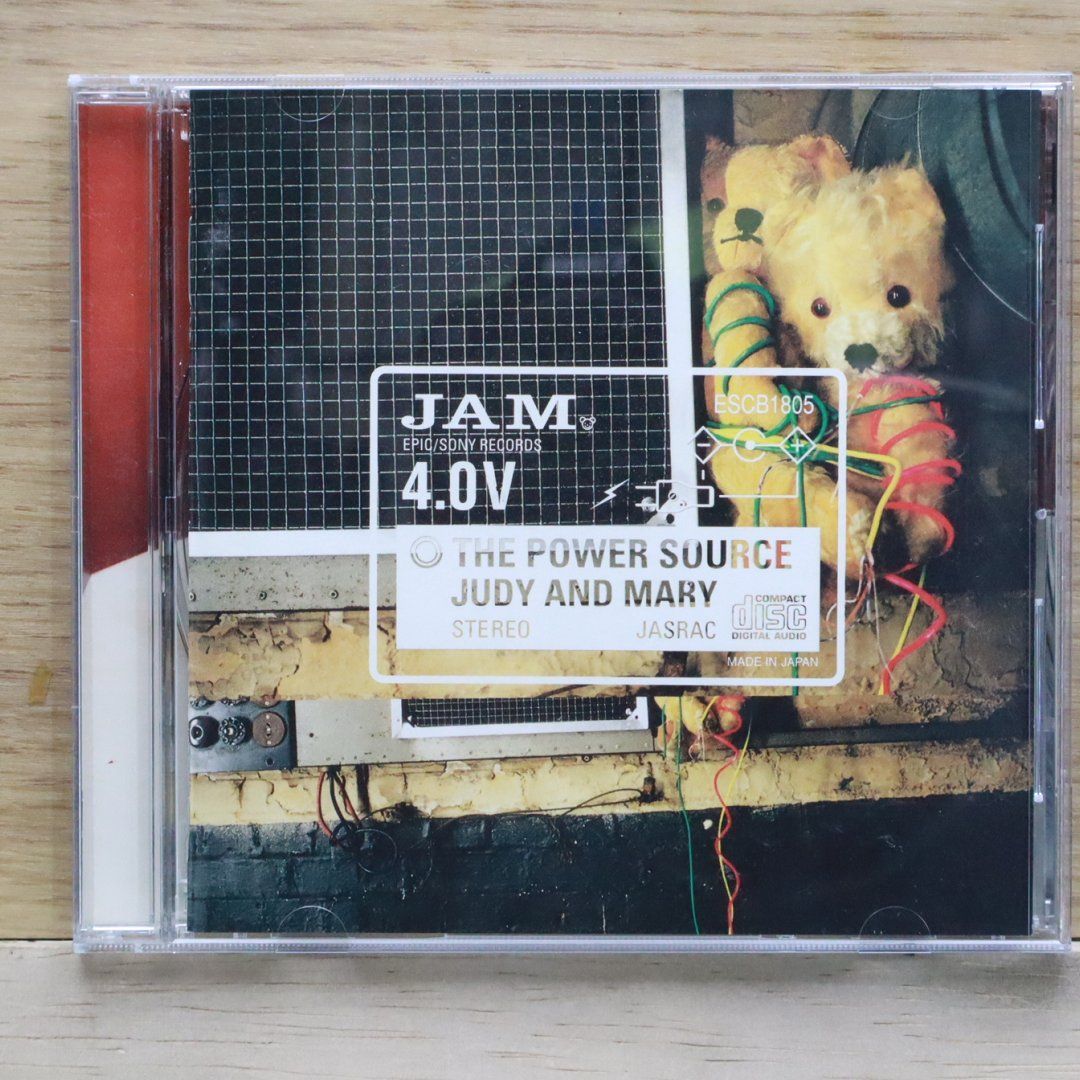 JAM
ESCB1805
EPIC/SONY RECORDS
4.0V
THE POWER SOURCE
JUDY AND MARY
STEREO
JASRAC
COMPACT
disc
DIGITAL AUDIO
MADE IN JAPAN